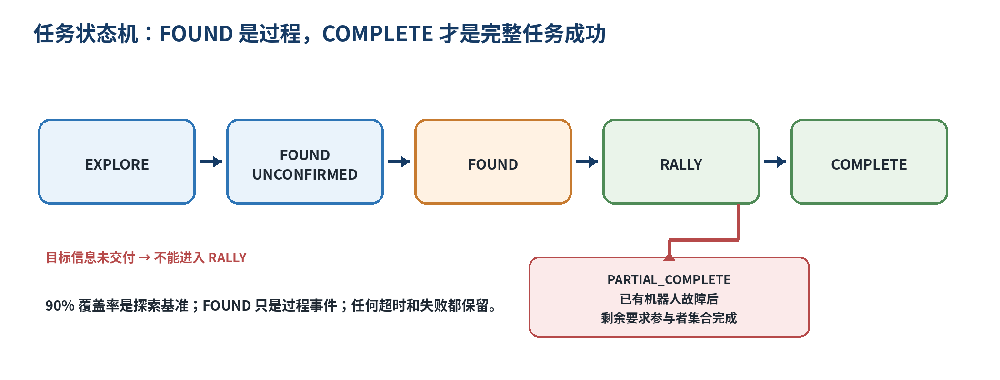 任务状态机：FOUND 是过程，COMPLETE 才是完整任务成功
EXPLORE
FOUND
UNCONFIRMED
FOUND
RALLY
COMPLETE
目标信息未交付 → 不能进入 RALLY
90% 覆盖率是探索基准；FOUND 只是过程事件；任何超时和失败都保留。
PARTIAL_COMPLETE
已有机器人故障后
剩余要求参与者集合完成